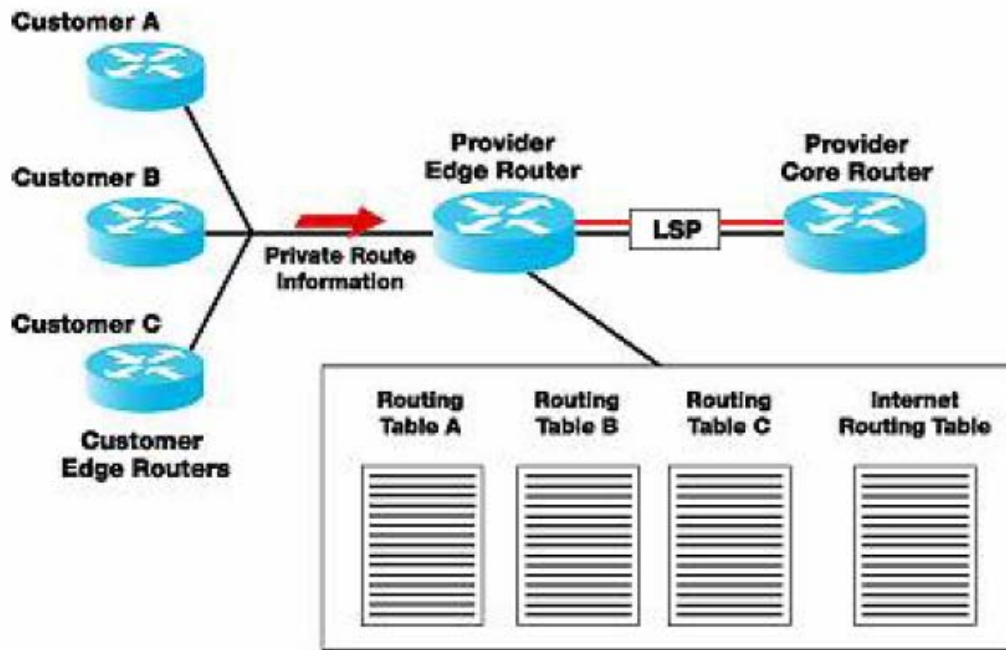 Customer A
Customer B
Customer C
Customer
Edge Routers
Private Route
Information
Provider
Edge Router
LSP
Provider
Core Router
Routing
Table A
Routing
Table B
Routing
Table C
Internet
Routing Table